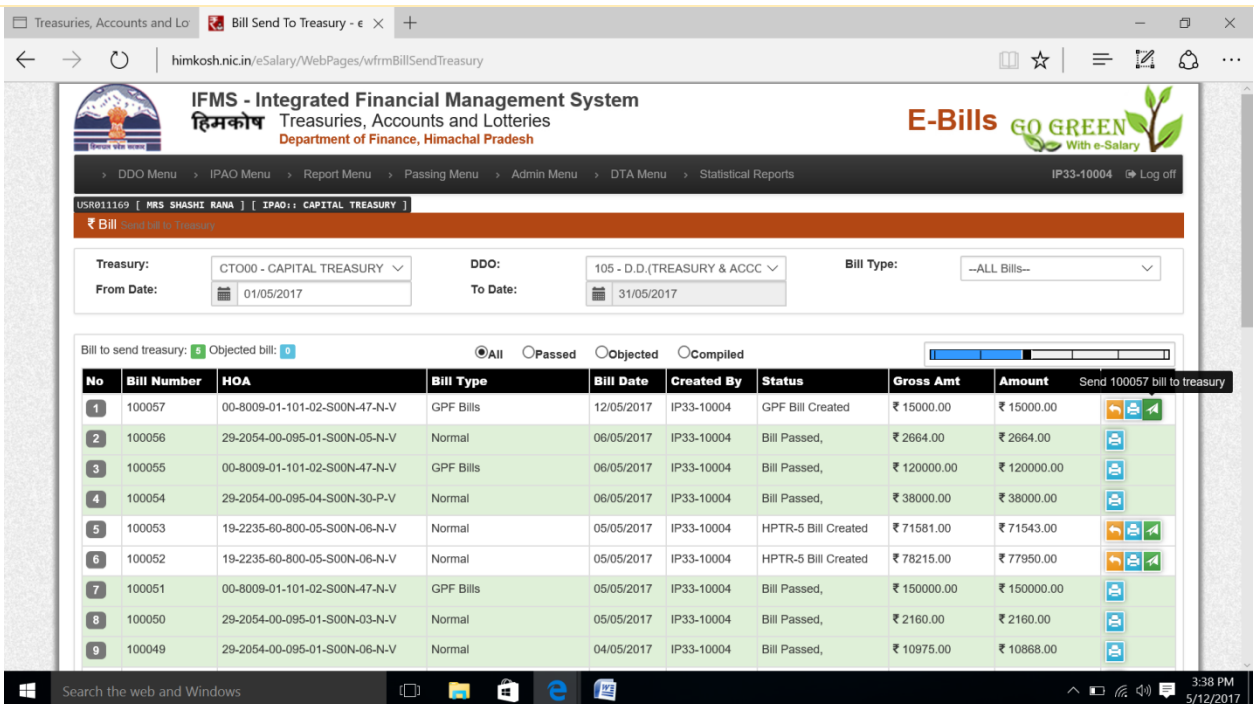 Treasuries, Accounts and Lo
Bill Send To Treasury - e
himkosh.nic.in/eSalary/WebPages/wfrmBillSendTreasury
IFMS - Integrated Financial Management System
हिमकोष Treasuries, Accounts and Lotteries
Department of Finance, Himachal Pradesh
E-Bills GO GREEN
With e-Salary
› DDO Menu › IPAO Menu › Report Menu › Passing Menu › Admin Menu › DTA Menu › Statistical Reports IP33-10004 Log off
USR011169 [ MRS SHASHI RANA ] [ IPAO:: CAPITAL TREASURY ]
₹ Bill Send bill to Treasury
Treasury: CTO00 - CAPITAL TREASURY DDO: 105 - D.D.(TREASURY & ACCC Bill Type: --ALL Bills--
From Date: 01/05/2017 To Date: 31/05/2017
Bill to send treasury: 5 Objected bill: 0 All Passed Objected Compiled
No Bill Number HOA Bill Type Bill Date Created By Status Gross Amt Amount Send 100057 bill to treasury
1 100057 00-8009-01-101-02-S00N-47-N-V GPF Bills 12/05/2017 IP33-10004 GPF Bill Created ₹ 15000.00 ₹ 15000.00
2 100056 29-2054-00-095-01-S00N-05-N-V Normal 06/05/2017 IP33-10004 Bill Passed, ₹ 2664.00 ₹ 2664.00
3 100055 00-8009-01-101-02-S00N-47-N-V GPF Bills 06/05/2017 IP33-10004 Bill Passed, ₹ 120000.00 ₹ 120000.00
4 100054 29-2054-00-095-04-S00N-30-P-V Normal 06/05/2017 IP33-10004 Bill Passed, ₹ 38000.00 ₹ 38000.00
5 100053 19-2235-60-800-05-S00N-06-N-V Normal 05/05/2017 IP33-10004 HPTR-5 Bill Created ₹ 71581.00 ₹ 71543.00
6 100052 19-2235-60-800-05-S00N-06-N-V Normal 05/05/2017 IP33-10004 HPTR-5 Bill Created ₹ 78215.00 ₹ 77950.00
7 100051 00-8009-01-101-02-S00N-47-N-V GPF Bills 05/05/2017 IP33-10004 Bill Passed, ₹ 150000.00 ₹ 150000.00
8 100050 29-2054-00-095-01-S00N-03-N-V Normal 05/05/2017 IP33-10004 Bill Passed, ₹ 2160.00 ₹ 2160.00
9 100049 29-2054-00-095-01-S00N-06-N-V Normal 04/05/2017 IP33-10004 Bill Passed, ₹ 10975.00 ₹ 10868.00
Search the web and Windows
3:38 PM
5/12/2017